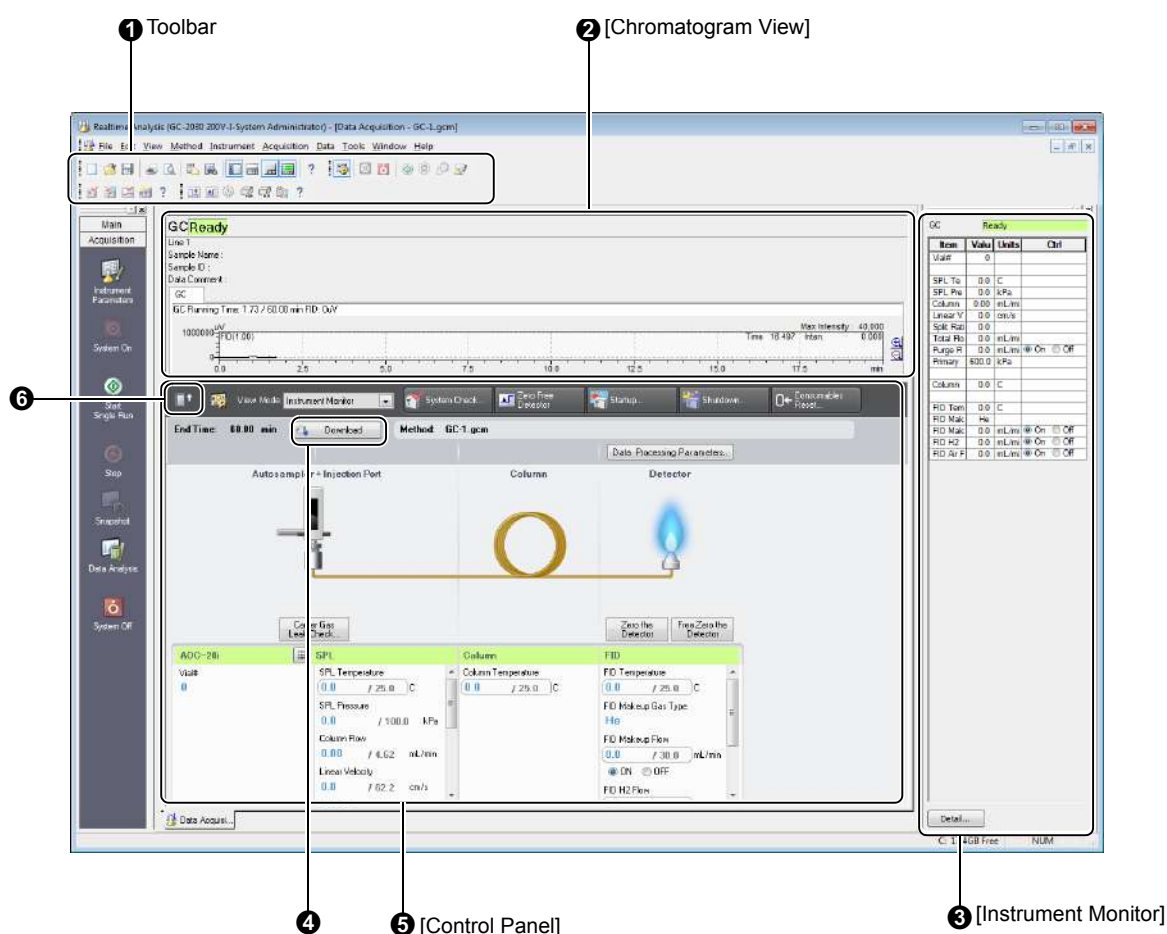 1 Toolbar
2 [Chromatogram View]
Realtime Analysis (GC-2030 200V-I-System Administrator) - [Data Acquisition - GC-1.gcm]
File Edit View Method Instrument Acquisition Data Tools Window Help
Main
Acquisition
Instrument
Parameters
System On
Start
Single Run
Stop
Snapshot
Data Analysis
System Off
GC Ready
Line 1
Sample Name :
Sample ID :
Data Comment :
GC
GC Running Time: 1.73 / 60.00 min FID: 0uV
1000000 uV
FID(1.00)
Max Intensity 40,000
Time 16.497 Inten. 0.000
0
0.0 2.5 5.0 7.5 10.0 12.5 15.0 17.5 min
6
View Mode Instrument Monitor System Check... Zero Free Detector Startup... Shutdown... Consumables Reset...
End Time: 60.00 min Download Method: GC-1.gcm
Data Processing Parameters...
Autosampler + Injection Port Column Detector
Carrier Gas
Leak Check...
Zero the
Detector
Free Zero the
Detector
AOC-20i
Vial#
0
SPL
SPL Temperature
0.0 / 25.0 C
SPL Pressure
0.0 / 100.0 kPa
Column Flow
0.00 / 4.62 mL/min
Linear Velocity
0.0 / 62.2 cm/s
Column
Column Temperature
0.0 / 25.0 C
FID
FID Temperature
0.0 / 25.0 C
FID Makeup Gas Type
He
FID Makeup Flow
0.0 / 30.0 mL/min
ON OFF
FID H2 Flow
Data Acquisi...
GC Ready
Item Valu Units Ctrl
Vial# 0
SPL Te 0.0 C
SPL Pre 0.0 kPa
Column 0.00 mL/mi
Linear V 0.0 cm/s
Split Rati 0.0
Total Flo 0.0 mL/mi
Purge Fl 0.0 mL/mi On Off
Primary 600.0 kPa
Column 0.0 C
FID Tem 0.0 C
FID Mak He
FID Mak 0.0 mL/mi On Off
FID H2 0.0 mL/mi On Off
FID Air F 0.0 mL/mi On Off
Detail...
GB Free NUM
4
5 [Control Panel]
3 [Instrument Monitor]